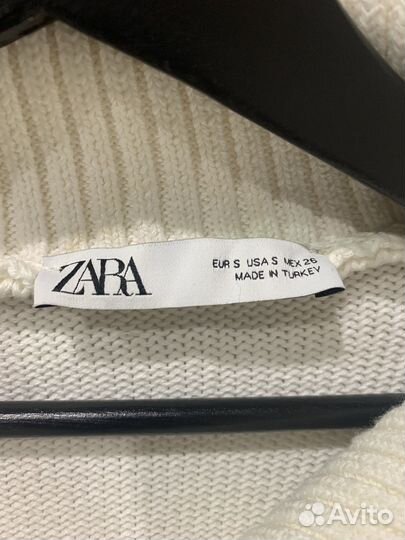 ZARA
EUR S USA S MEX 26
MADE IN TURKEY
Avito